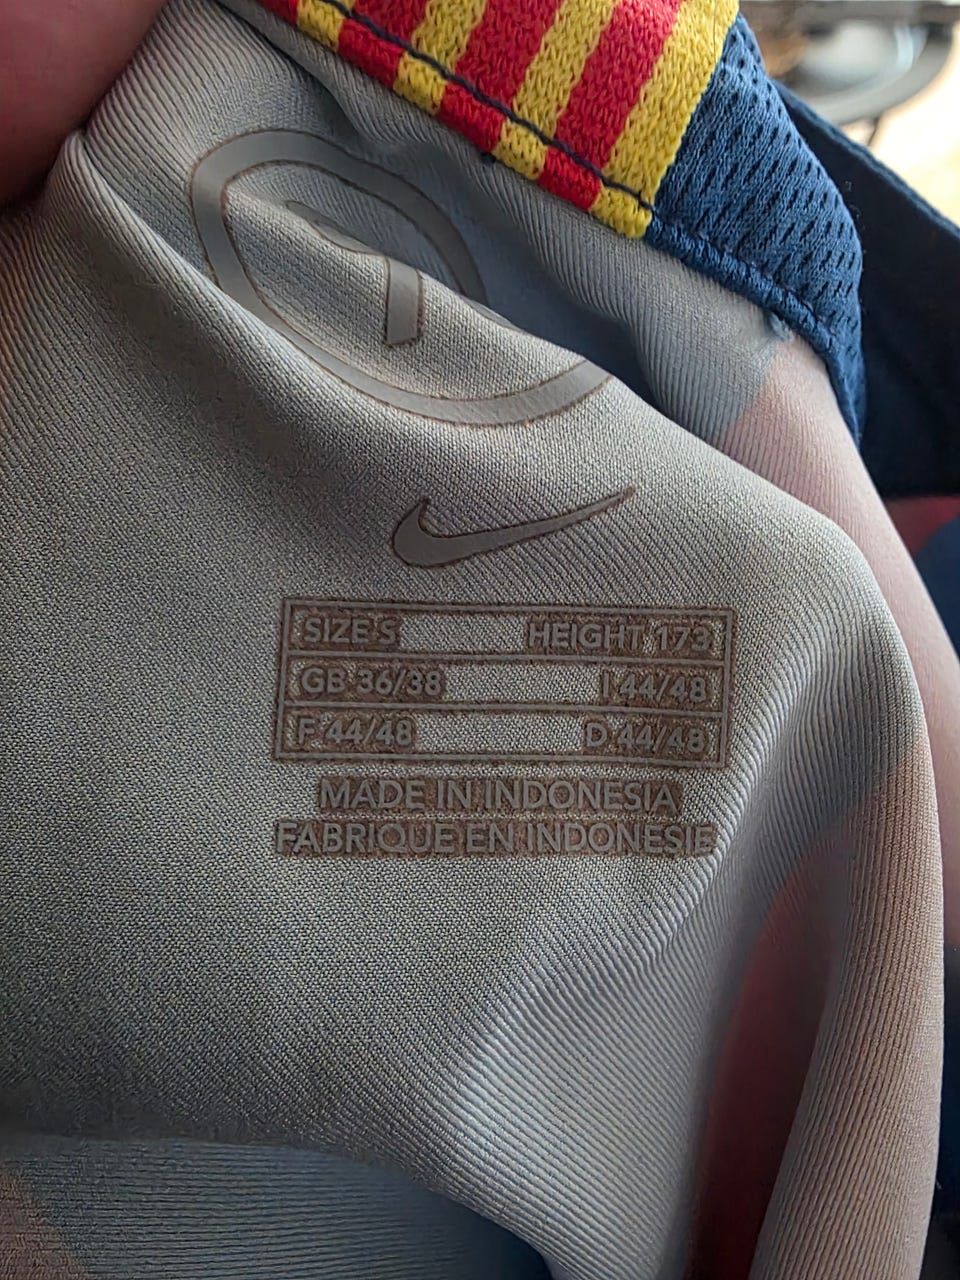 SIZE S HEIGHT 173
GB 36/38 I 44/48
F 44/48 D 44/48
MADE IN INDONESIA
FABRIQUE EN INDONESIE